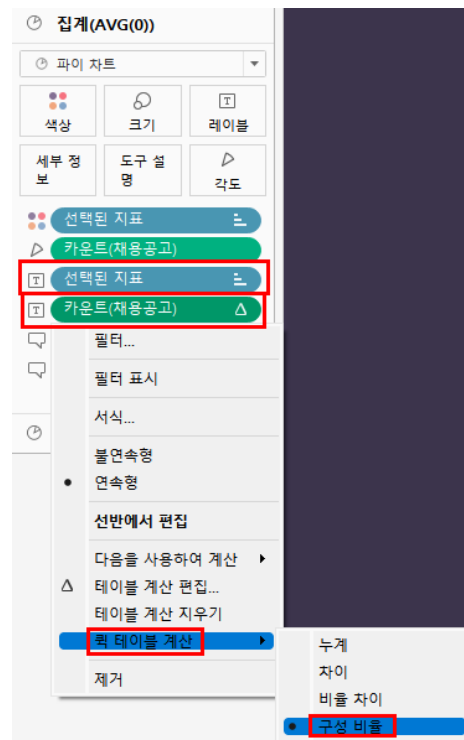 집계(AVG(0))
파이 차트
색상
크기
T
레이블
세부 정
보
도구 설
명
각도
선택된 지표
카운트(채용공고)
T
선택된 지표
T
카운트(채용공고)
필터...
필터 표시
서식...
불연속형
연속형
선반에서 편집
다음을 사용하여 계산
테이블 계산 편집...
테이블 계산 지우기
퀵 테이블 계산
제거
누계
차이
비율 차이
구성 비율